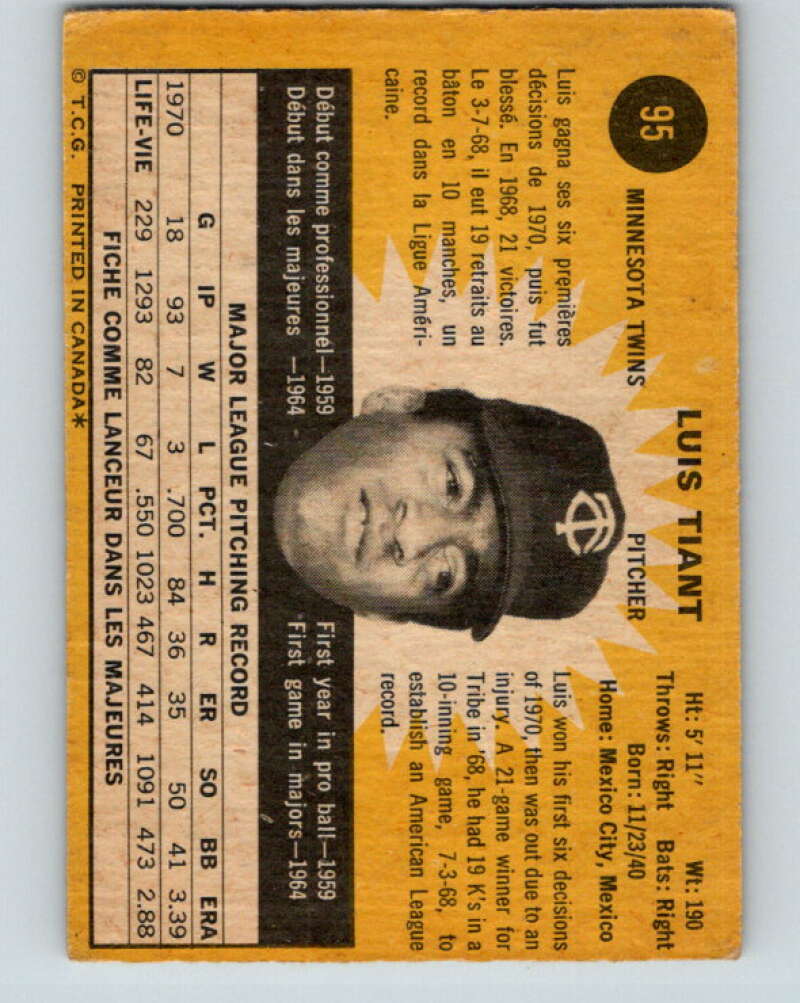 95
LUIS TIANT
MINNESOTA TWINS
PITCHER
Ht: 5' 11" Wt: 190
Throws: Right Bats: Right
Born: 11/23/40
Home: Mexico City, Mexico
Luis gagna ses six premières
décisions de 1970, puis fut
blessé. En 1968, 21 victoires.
Le 3-7-68, il eut 19 retraits au
bâton en 10 manches, un
record dans la Ligue Améri-
caine.
Luis won his first six decisions
of 1970, then was out due to an
injury. A 21-game winner for
Tribe in '68, he had 19 K's in a
10-inning game, 7-3-68, to
establish an American League
record.
TC
Début comme professionnel—1959
Début dans les majeures —1964
First year in pro ball—1959
First game in majors—1964
MAJOR LEAGUE PITCHING RECORD
G IP W L PCT. H R ER SO BB ERA
1970 18 93 7 3 .700 84 36 35 50 41 3.39
LIFE-VIE 229 1293 82 67 .550 1023 467 414 1091 473 2.88
FICHE COMME LANCEUR DANS LES MAJEURES
© T.C.G. PRINTED IN CANADA*